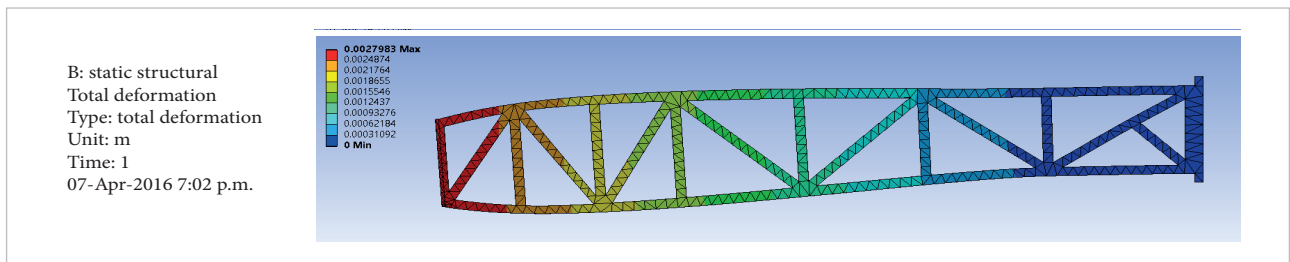 B: static structural
Total deformation
Type: total deformation
Unit: m
Time: 1
07-Apr-2016 7:02 p.m.
0.0027983 Max
0.0024874
0.0021764
0.0018655
0.0015546
0.0012437
0.00093276
0.00062184
0.00031092
0 Min